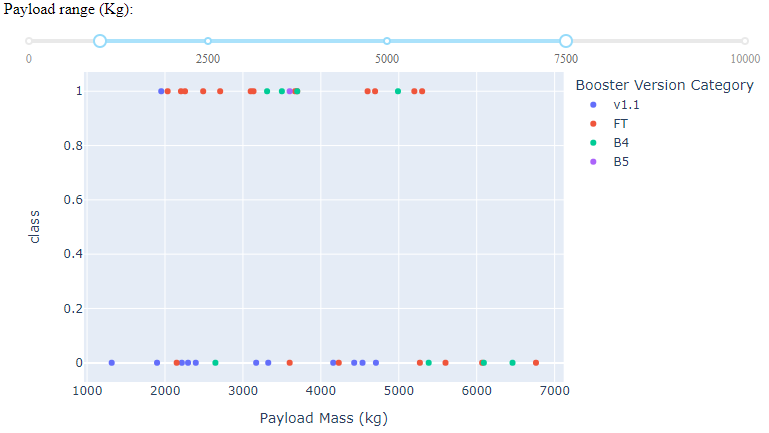 Payload range (Kg):
0 2500 5000 7500 10000
Booster Version Category
v1.1
FT
B4
B5
1
0.8
0.6
0.4
0.2
0
class
1000 2000 3000 4000 5000 6000 7000
Payload Mass (kg)